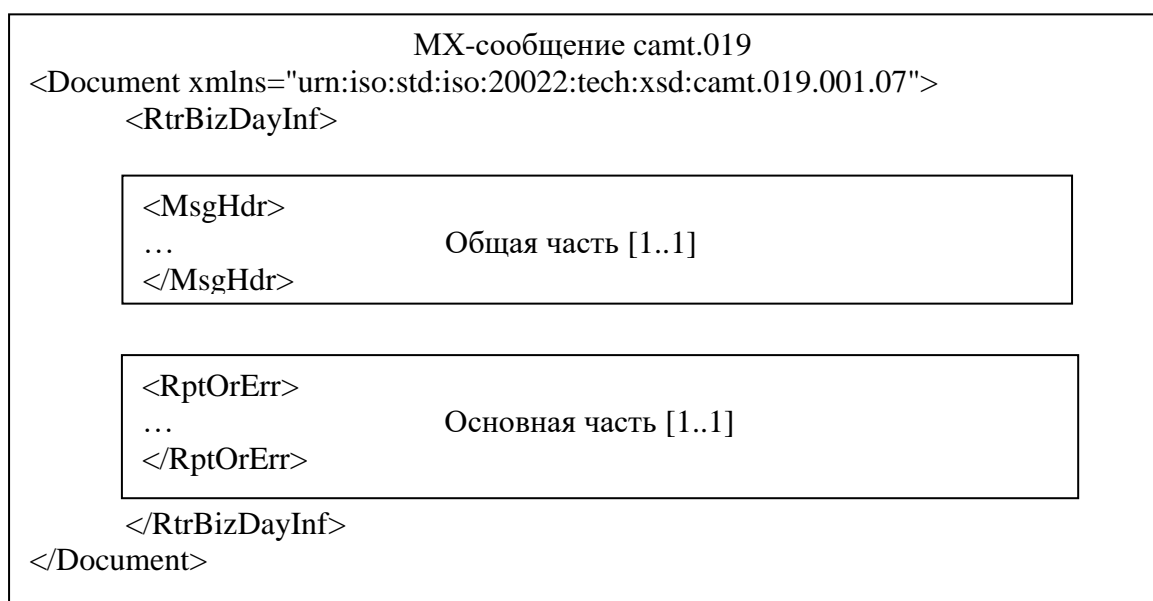 МХ-сообщение camt.019
<Document xmlns="urn:iso:std:iso:20022:tech:xsd:camt.019.001.07">
<RtrBizDayInf>
<MsgHdr>
… Общая часть [1..1]
</MsgHdr>
<RptOrErr>
… Основная часть [1..1]
</RptOrErr>
</RtrBizDayInf>
</Document>